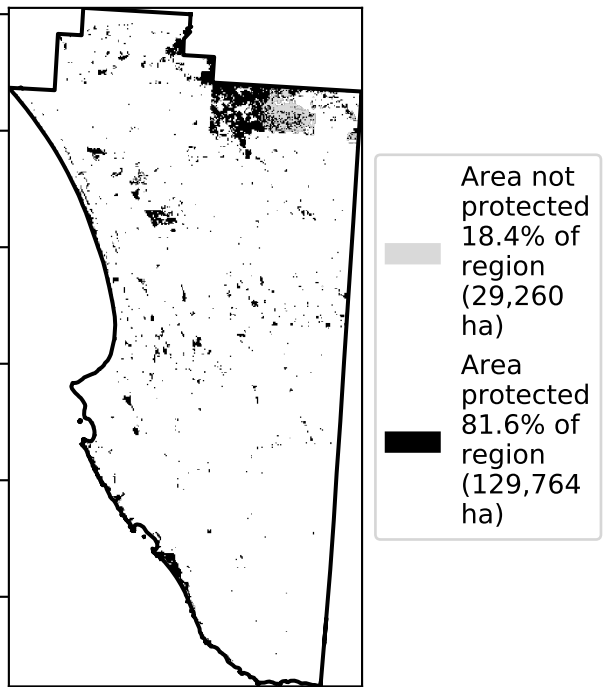 Area not
protected
18.4% of
region
(29,260
ha)
Area
protected
81.6% of
region
(129,764
ha)